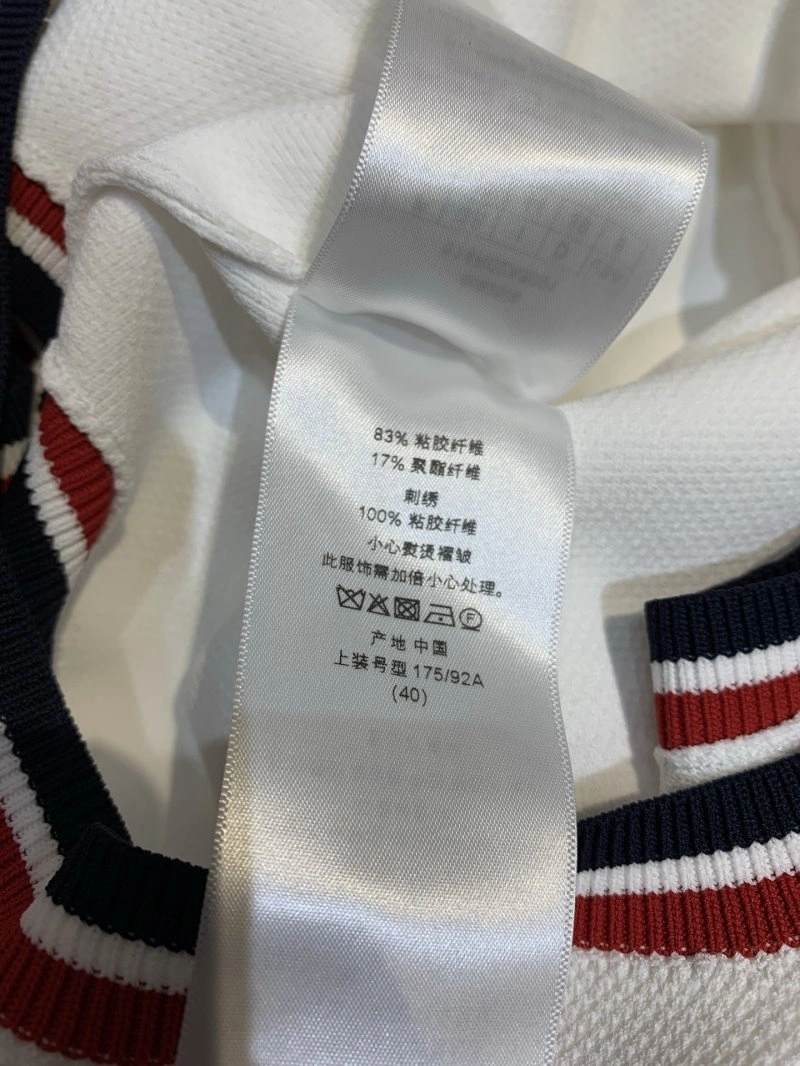 83% 粘胶纤维
17% 聚酯纤维
刺绣
100% 粘胶纤维
小心熨烫褶皱
此服饰需加倍小心处理。
F
产地 中国
上装号型 175/92A
(40)